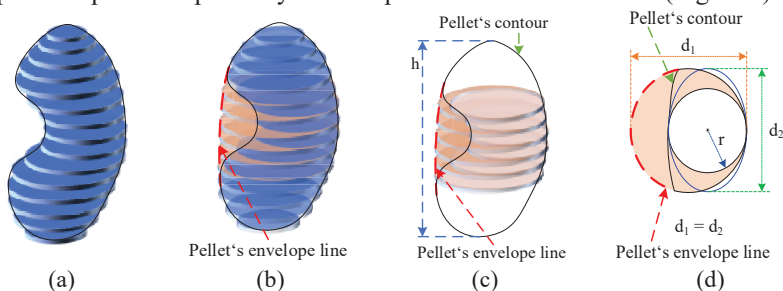 Pellet‘s contour
Pellet‘s contour
d₁
h
r
d₂
d₁ = d₂
Pellet‘s envelope line
Pellet‘s envelope line
Pellet‘s envelope line
(a)
(b)
(c)
(d)